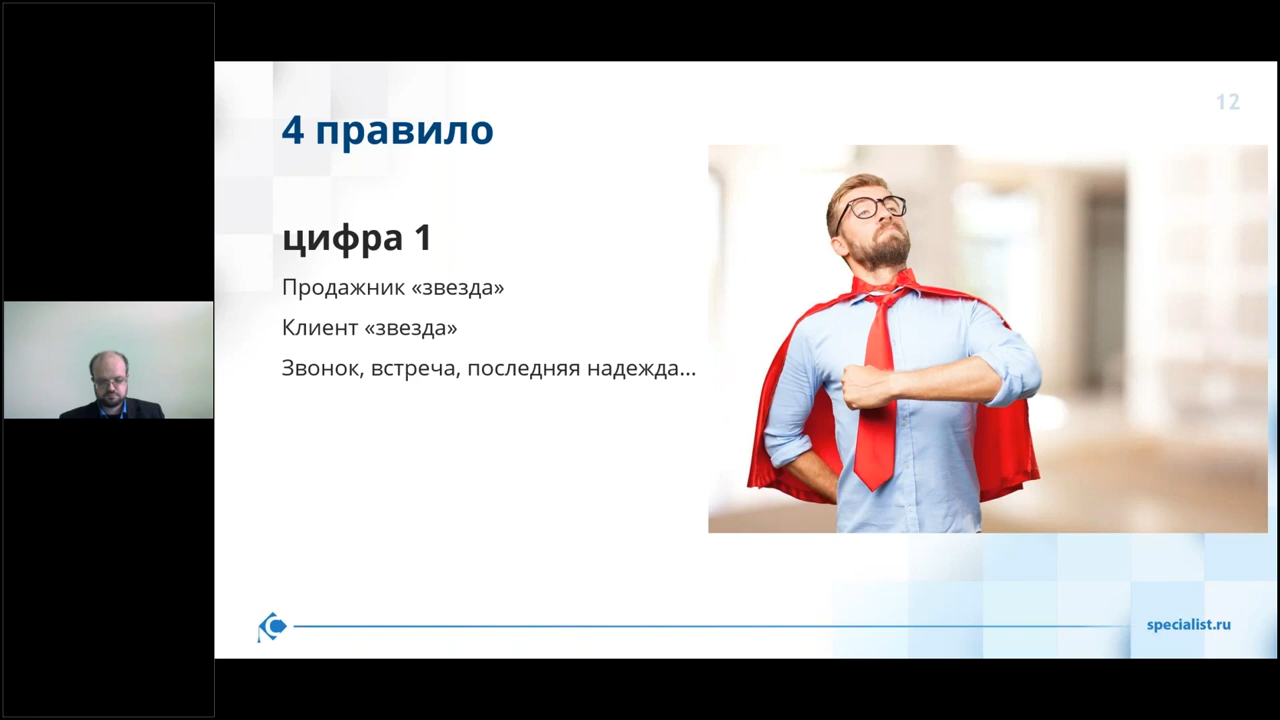 12
4 правило
цифра 1
Продажник «звезда»
Клиент «звезда»
Звонок, встреча, последняя надежда...
specialist.ru